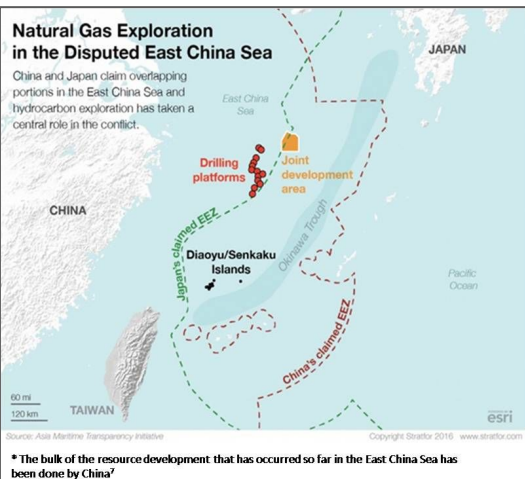 Natural Gas Exploration
in the Disputed East China Sea
China and Japan claim overlapping
portions in the East China Sea and
hydrocarbon exploration has taken a
central role in the conflict.
JAPAN
East China
Sea
Drilling
platforms
Joint
development
area
CHINA
Japan's claimed EEZ
Okinawa Trough
Diaoyu/Senkaku
Islands
Pacific
Ocean
China's claimed EEZ
60 mi
120 km
TAIWAN
POWERED BY
esri
Source: Asia Maritime Transparency Initiative
Copyright Stratfor 2016 www.stratfor.com
* The bulk of the resource development that has occurred so far in the East China Sea has
been done by China7